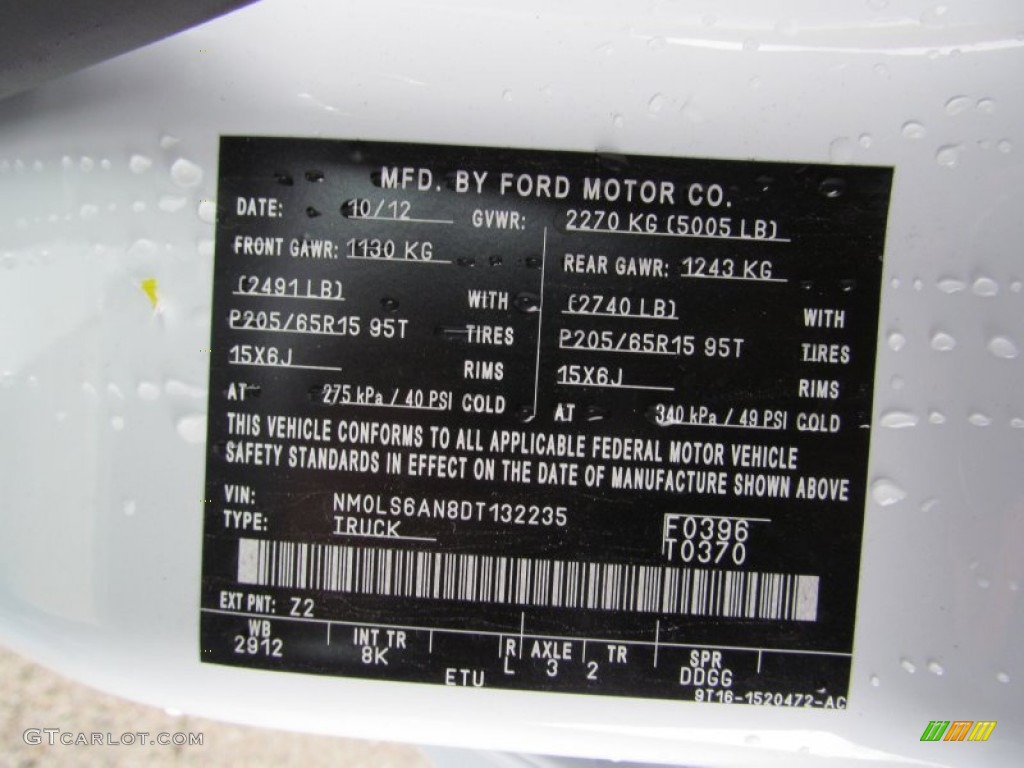 MFD. BY FORD MOTOR CO.
DATE: 10/12 GVWR: 2270 KG (5005 LB)
FRONT GAWR: 1130 KG REAR GAWR: 1243 KG
(2491 LB) WITH (2740 LB) WITH
P205/65R15 95T TIRES P205/65R15 95T TIRES
15X6J RIMS 15X6J RIMS
AT 275 kPa / 40 PSI COLD AT 340 kPa / 49 PSI COLD
THIS VEHICLE CONFORMS TO ALL APPLICABLE FEDERAL MOTOR VEHICLE
SAFETY STANDARDS IN EFFECT ON THE DATE OF MANUFACTURE SHOWN ABOVE
VIN: NM0LS6AN8DT132235 F0396
TYPE: TRUCK T0370
EXT PNT: Z2
WB INT TR R AXLE TR SPR
2912 8K L 3 2 DDGG
ETU
9T16-1520472-AC
GTCARLOT.COM